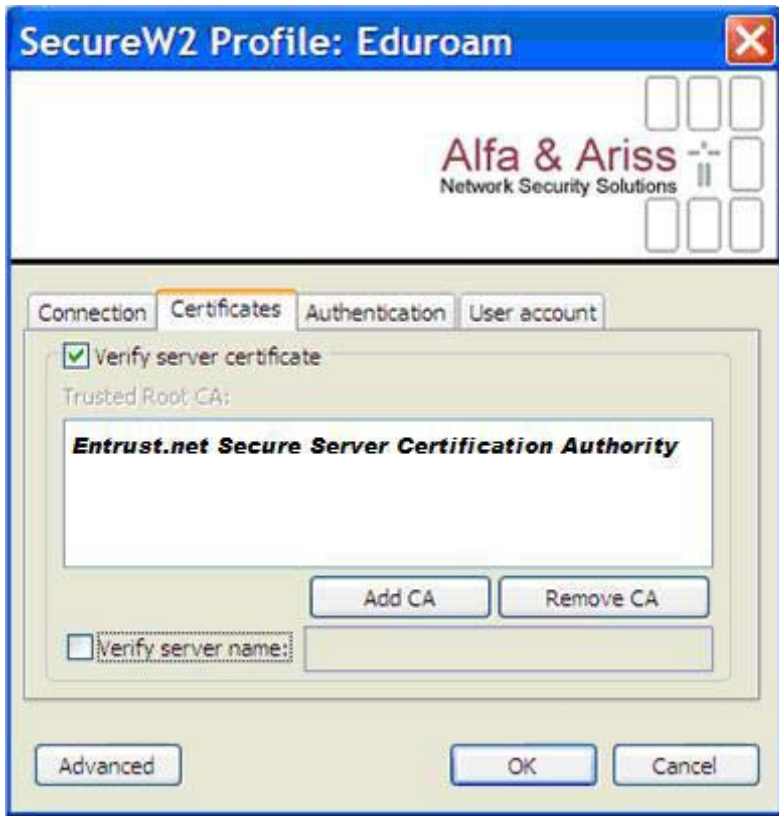 SecureW2 Profile: Eduroam
Alfa & Ariss
Network Security Solutions
Connection Certificates Authentication User account
Verify server certificate
Trusted Root CA:
Entrust.net Secure Server Certification Authority
Add CA Remove CA
Verify server name:
Advanced OK Cancel